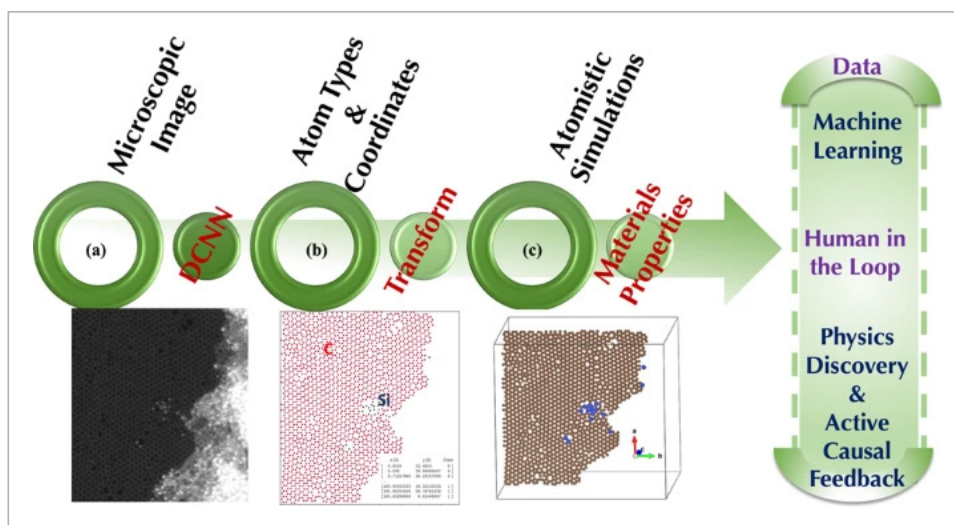 Microscopic
Image
(a)
DCNN
Atom Types
&
Coordinates
(b)
Transform
Atomistic
Simulations
(c)
Materials
Properties
C
Si
a
b
Data
Machine
Learning
Human in
the Loop
Physics
Discovery
&
Active
Causal
Feedback